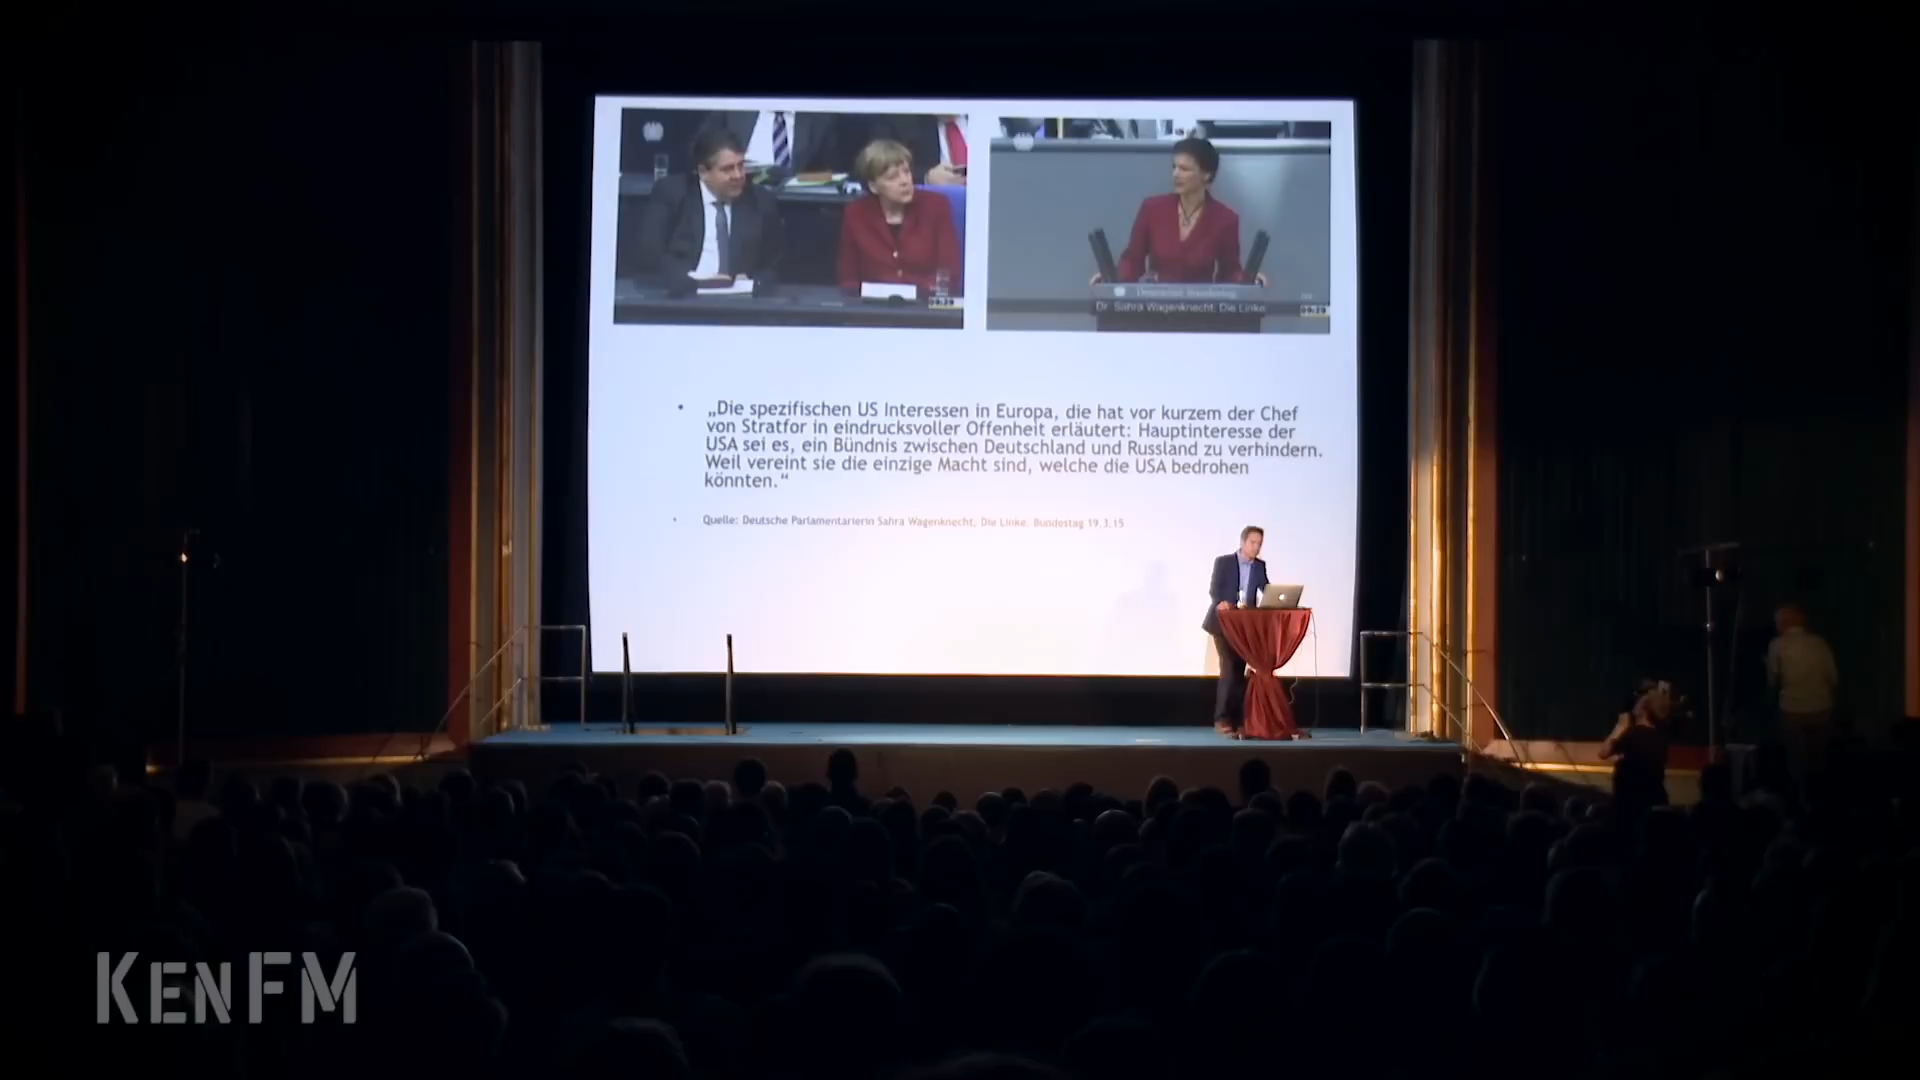 Dr. Sahra Wagenknecht, Die Linke
• „Die spezifischen US Interessen in Europa, die hat vor kurzem der Chef
von Stratfor in eindrucksvoller Offenheit erläutert: Hauptinteresse der
USA sei es, ein Bündnis zwischen Deutschland und Russland zu verhindern.
Weil vereint sie die einzige Macht sind, welche die USA bedrohen
könnten.“
• Quelle: Deutsche Parlamentarierin Sahra Wagenknecht, Die Linke, Bundestag 19.3.15
KENFM